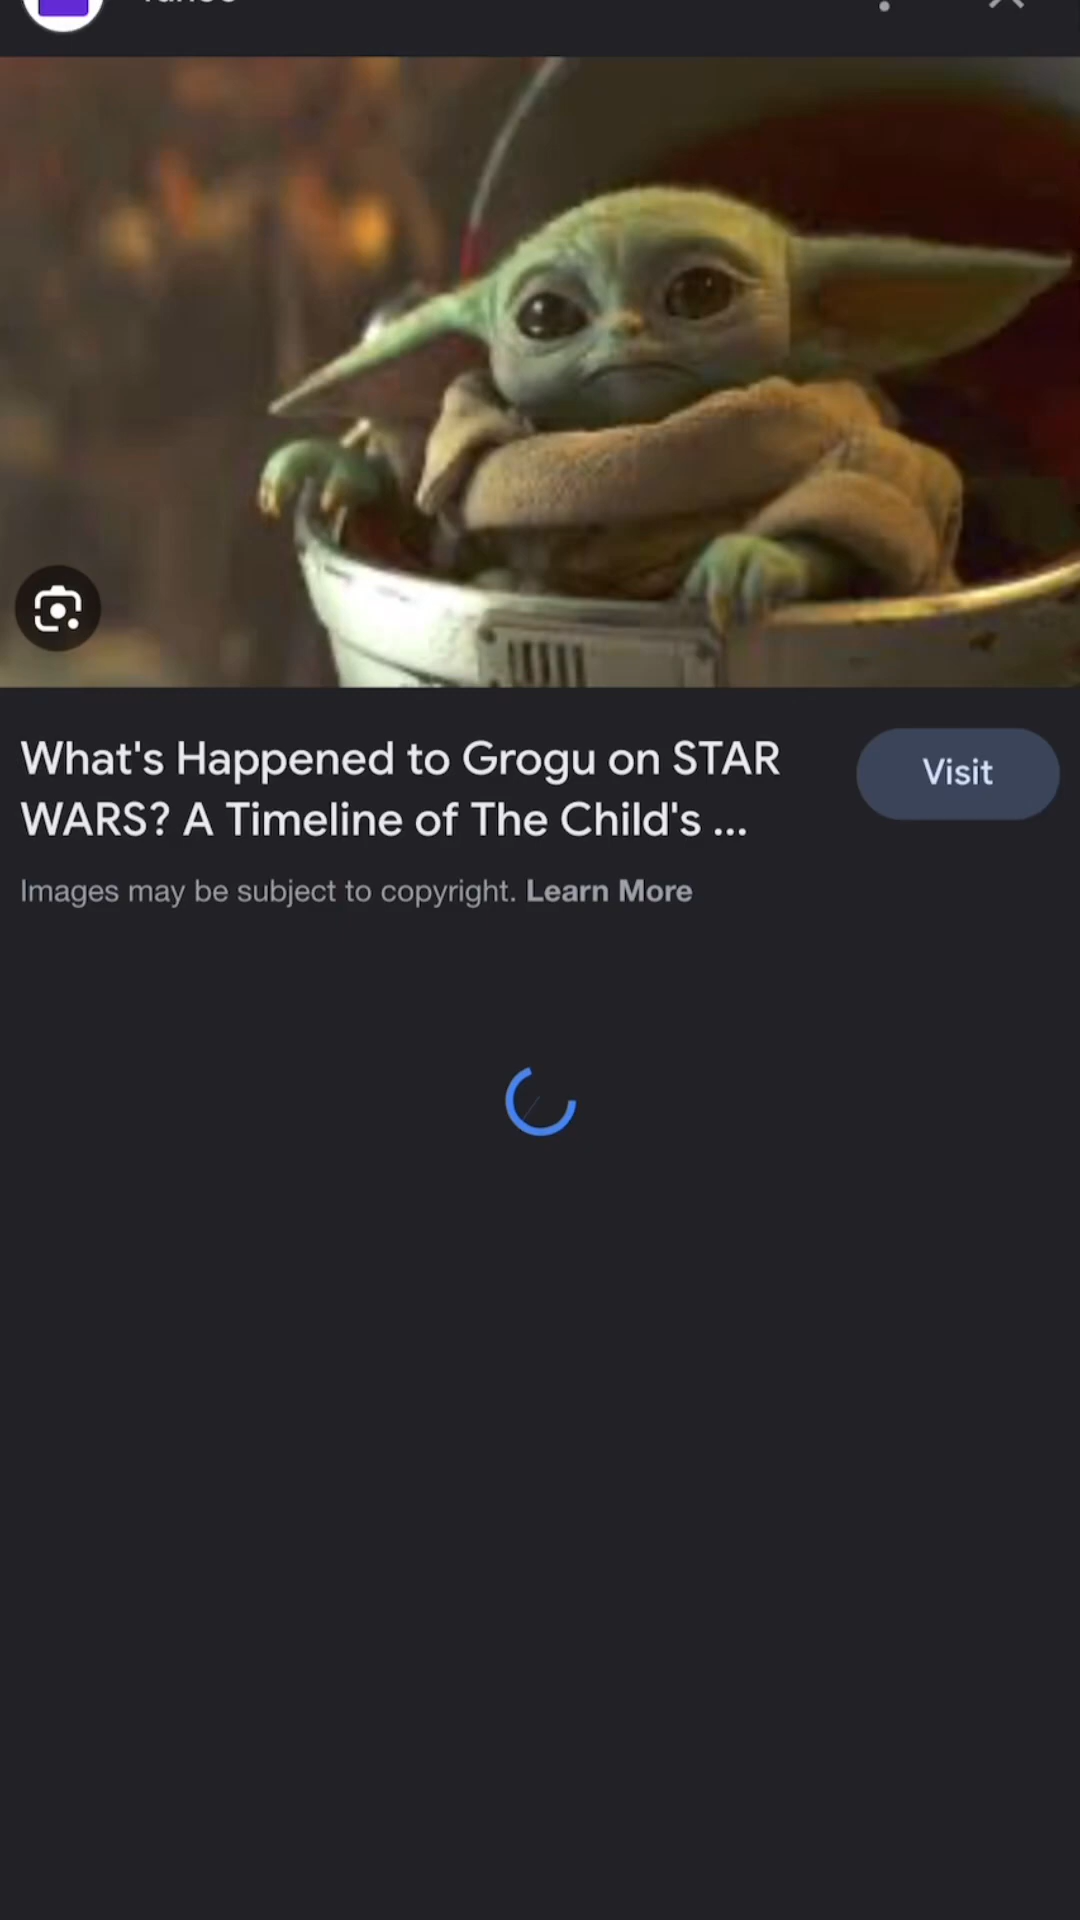 What's Happened to Grogu on STAR
WARS? A Timeline of The Child's ...
Visit
Images may be subject to copyright. Learn More